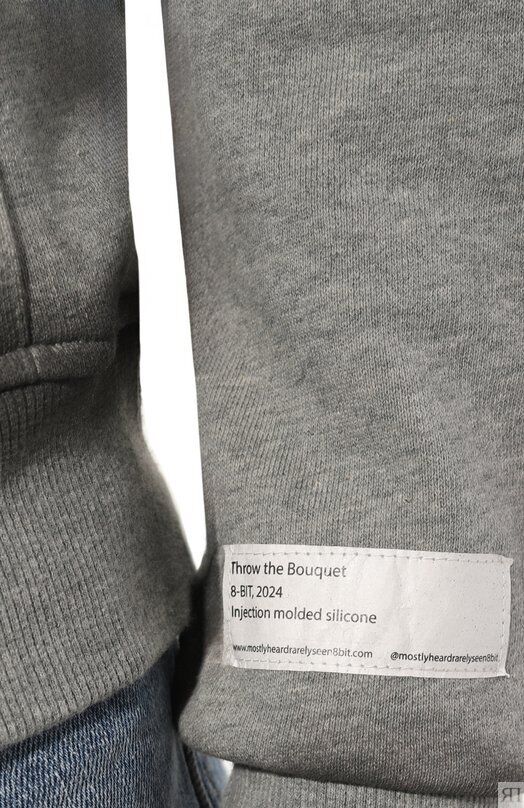 Throw the Bouquet
8-BIT, 2024
Injection molded silicone
www.mostlyheardrarelyseen8bit.com @mostlyheardrarelyseen8bit